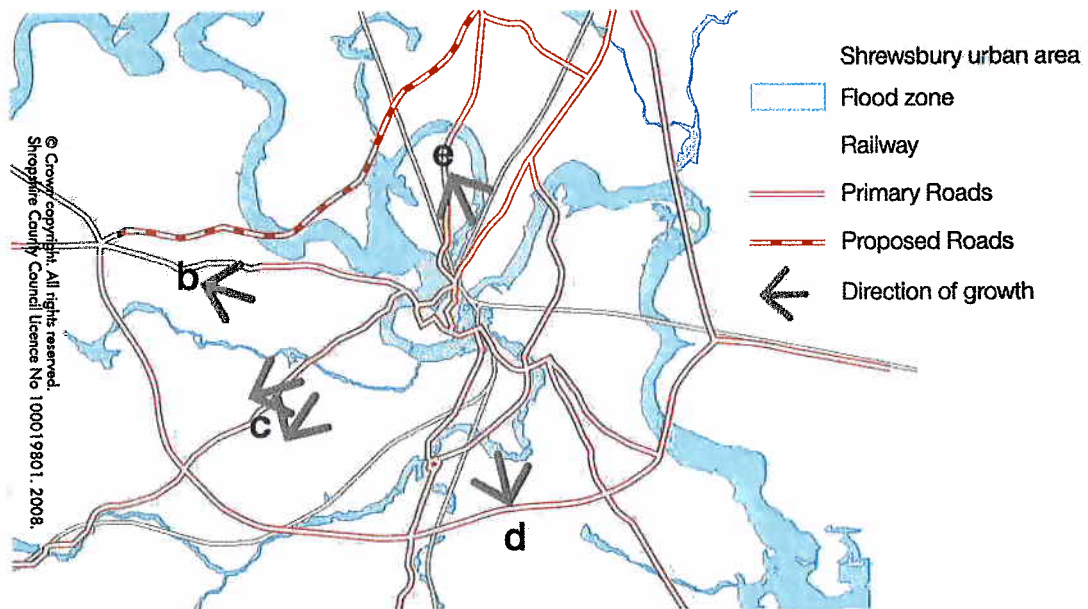 Shrewsbury urban area
Flood zone
Railway
Primary Roads
Proposed Roads
Direction of growth
e
b
c
d
© Crown copyright. All rights reserved.
Shropshire County Council Licence No 100019801. 2008.